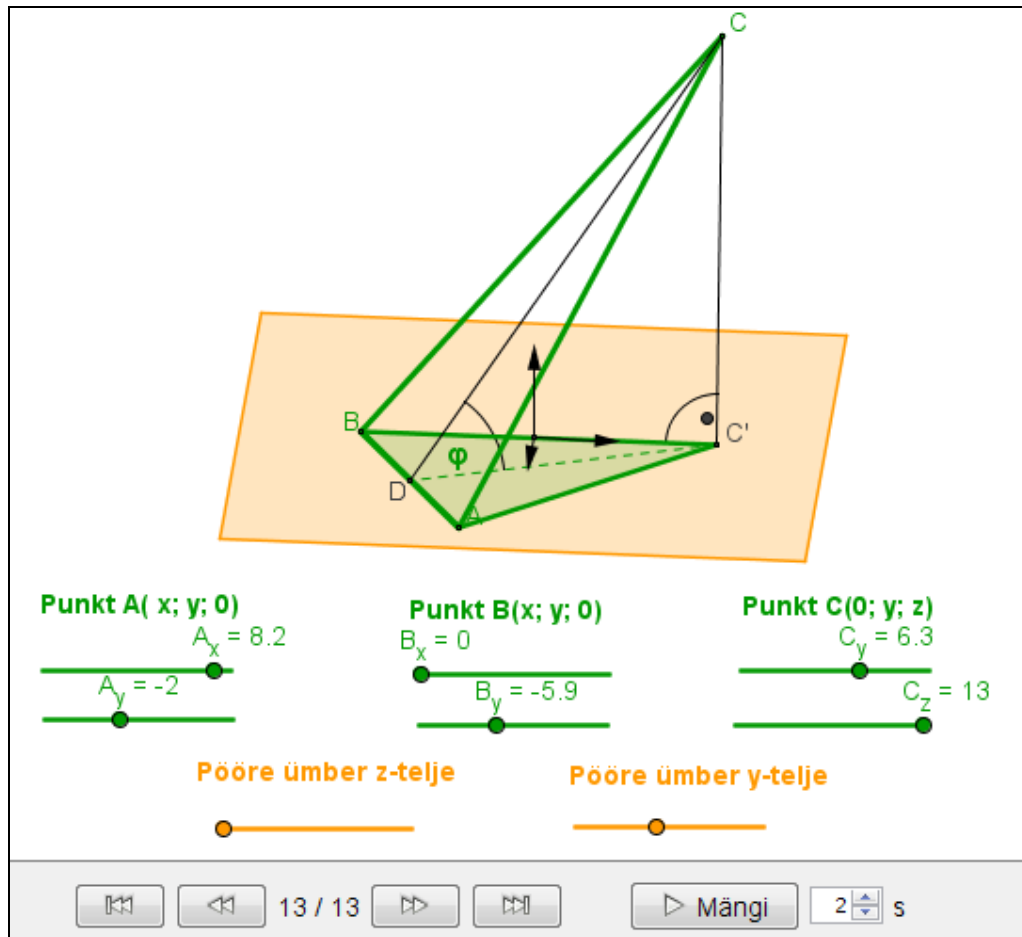 C
B
φ
C'
D
A
Punkt A( x; y; 0)
Punkt B(x; y; 0)
Punkt C(0; y; z)
A_x = 8.2
B_x = 0
C_y = 6.3
A_y = -2
B_y = -5.9
C_z = 13
Pööre ümber z-telje
Pööre ümber y-telje
13 / 13
Mängi
2
s